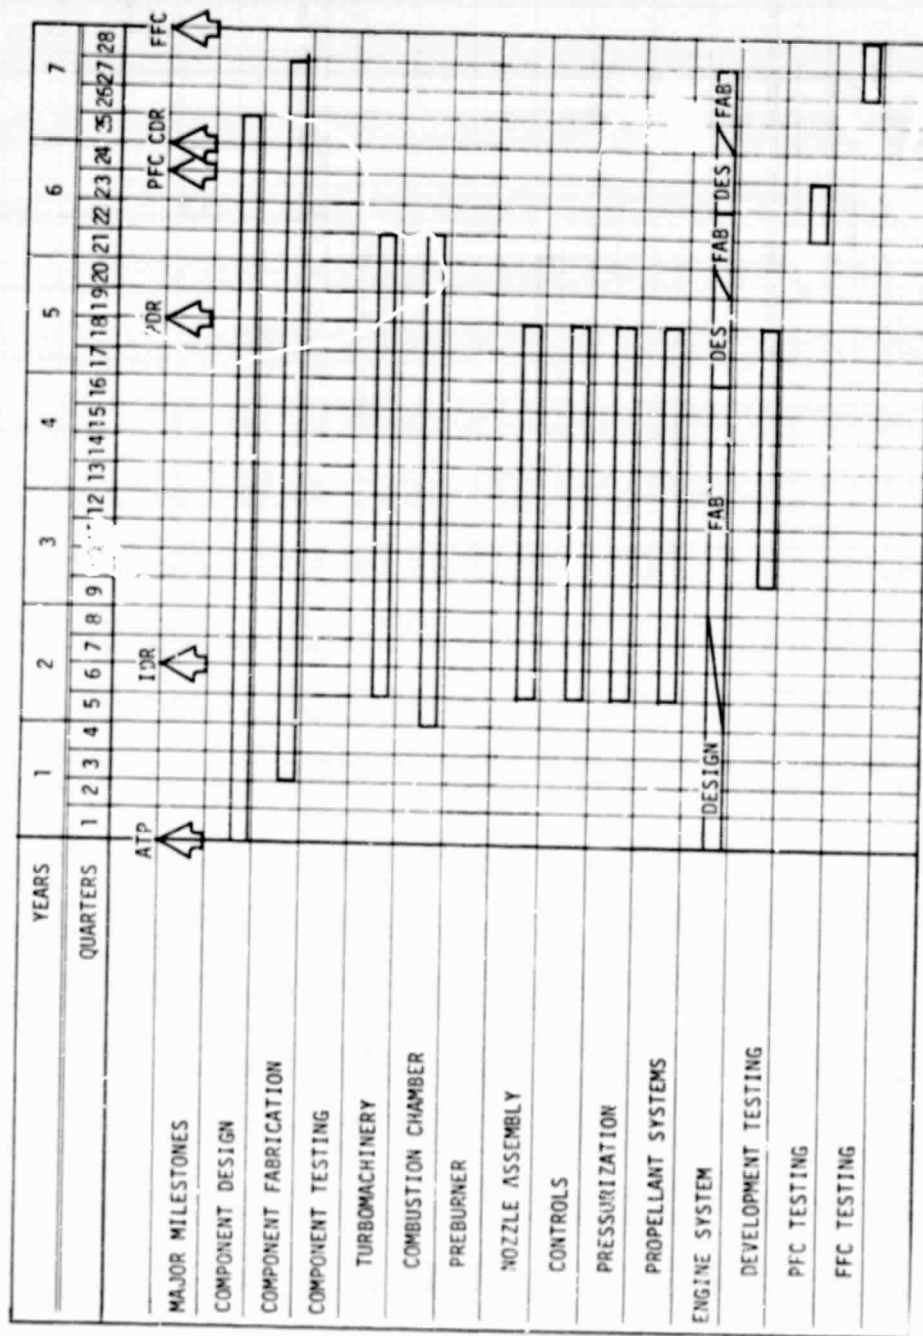 YEARS 1 2 3 4 5 6 7
QUARTERS 1 2 3 4 5 6 7 8 9 12 13 14 15 16 17 18 19 20 21 22 23 24 25 26 27 28
MAJOR MILESTONES ATP IDR PDR PFC CDR FFC
COMPONENT DESIGN
COMPONENT FABRICATION
COMPONENT TESTING
TURBOMACHINERY
COMBUSTION CHAMBER
PREBURNER
NOZZLE ASSEMBLY
CONTROLS
PRESSURIZATION
PROPELLANT SYSTEMS
ENGINE SYSTEM DESIGN FAB DES FAB DES FAB
DEVELOPMENT TESTING
PFC TESTING
FFC TESTING